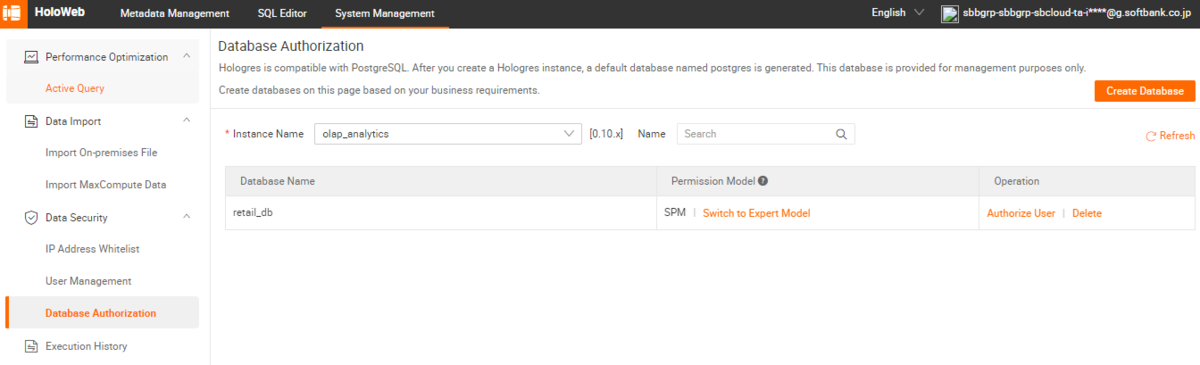 HoloWeb Metadata Management SQL Editor System Management English sbbgrp-sbbgrp-sbcloud-ta-i****@g.softbank.co.jp
Performance Optimization
Active Query
Data Import
Import On-premises File
Import MaxCompute Data
Data Security
IP Address Whitelist
User Management
Database Authorization
Execution History
Database Authorization
Hologres is compatible with PostgreSQL. After you create a Hologres instance, a default database named postgres is generated. This database is provided for management purposes only.
Create databases on this page based on your business requirements.
Create Database
* Instance Name olap_analytics [0.10.x] Name Search
Refresh
Database Name Permission Model Operation
retail_db SPM | Switch to Expert Model Authorize User | Delete